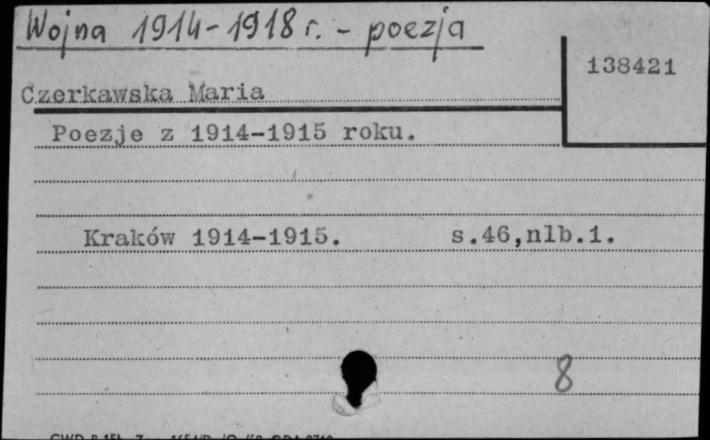 Wojna 1914-1918 r. - poezja
138421
Czerkawska Maria
Poezje z 1914-1915 roku.
Kraków 1914-1915. s.46,nlb.1.
8